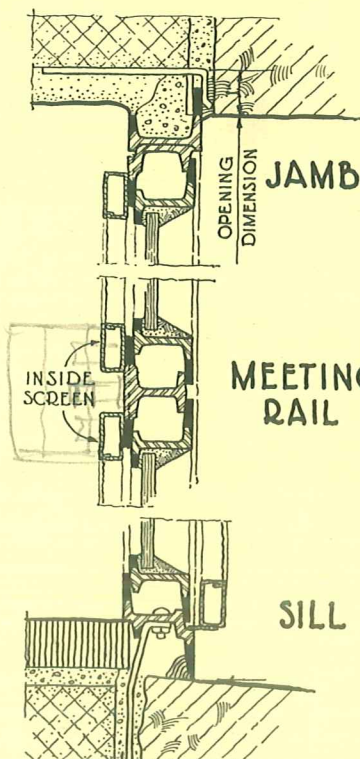 JAMB
OPENING
DIMENSION
INSIDE
SCREEN
MEETING
RAIL
SILL